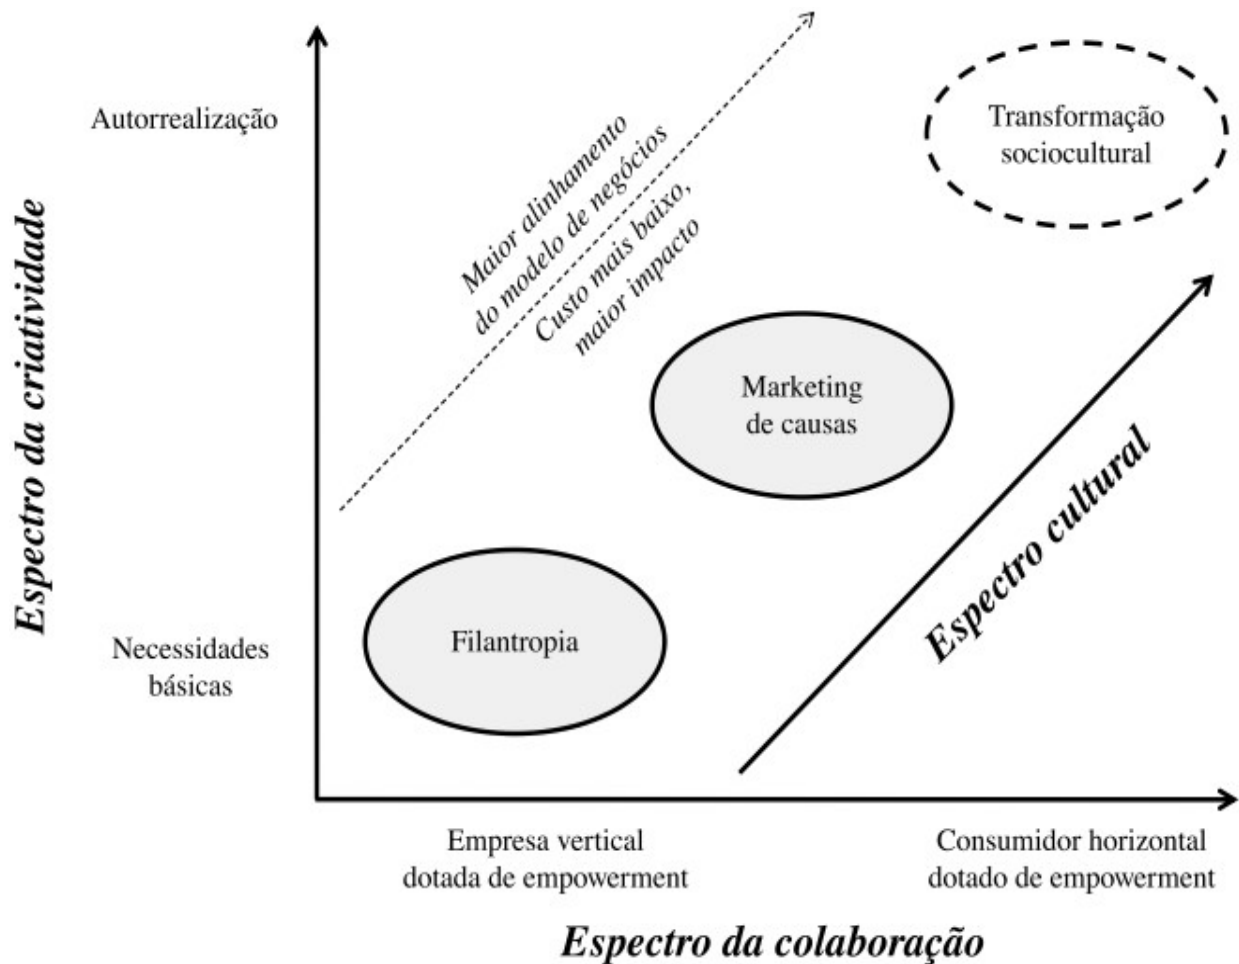 Autorrealização
Transformação
sociocultural
Maior alinhamento
do modelo de negócios
Custo mais baixo,
maior impacto
Espectro da criatividade
Marketing
de causas
Espectro cultural
Necessidades
básicas
Filantropia
Empresa vertical
dotada de empowerment
Consumidor horizontal
dotado de empowerment
Espectro da colaboração